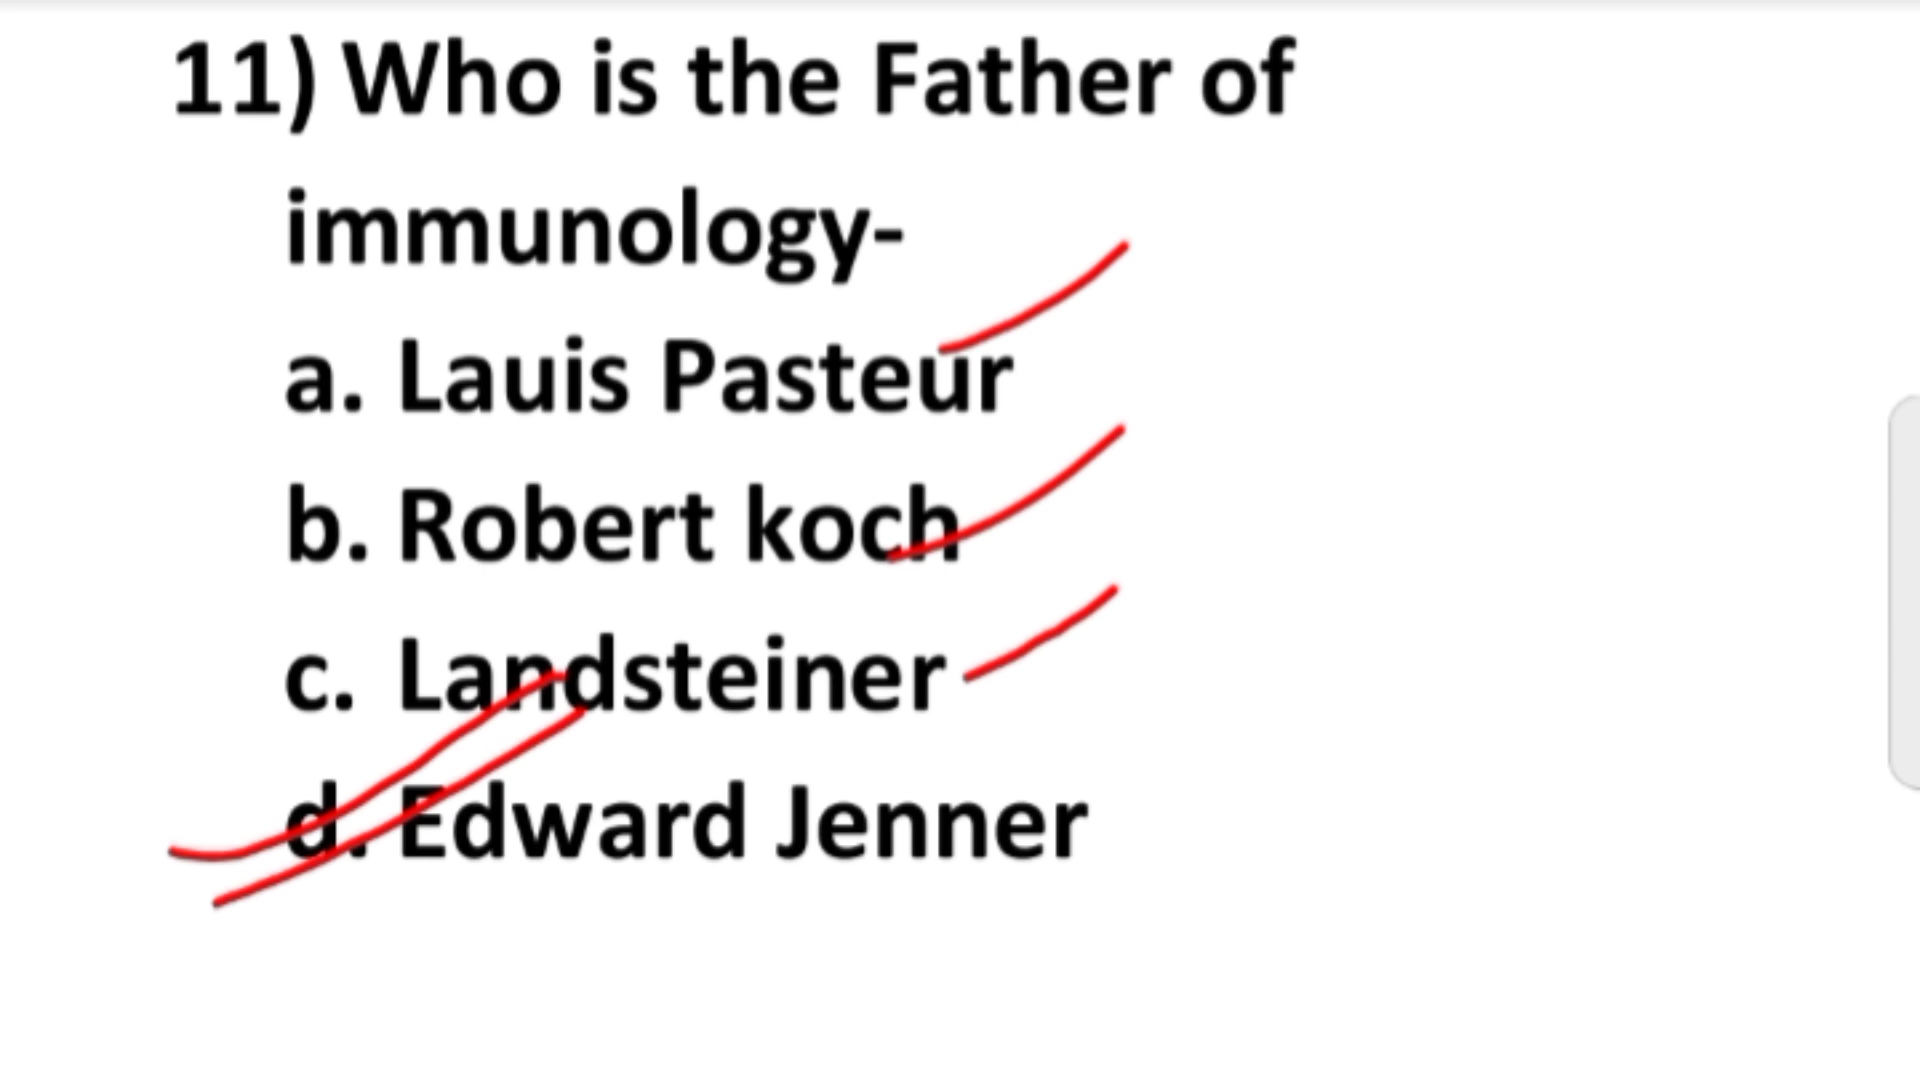 11) Who is the Father of
immunology-
a. Lauis Pasteur
b. Robert koch
c. Landsteiner
d. Edward Jenner